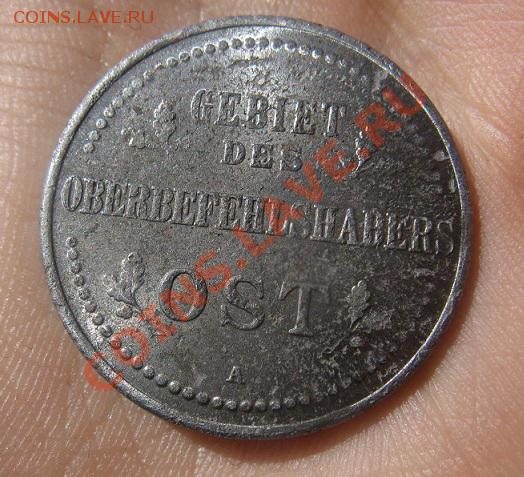 COINS.LAVE.RU
GEBIET
DES
OBERBEFEHLSHABERS
OST
A
COINS.LAVE.RU